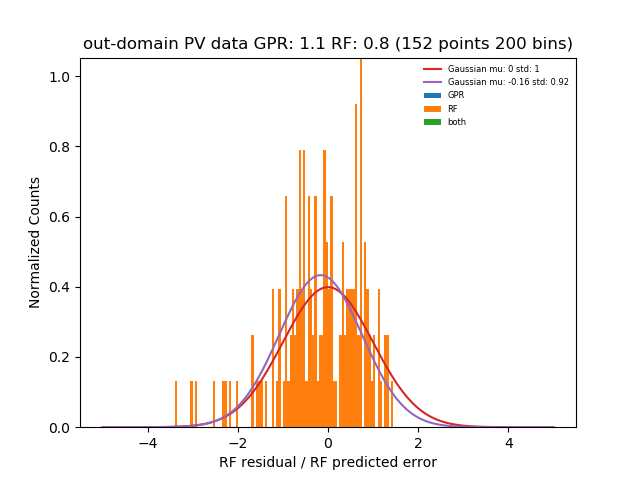 out-domain PV data GPR: 1.1 RF: 0.8 (152 points 200 bins)
Gaussian mu: 0 std: 1
Gaussian mu: -0.16 std: 0.92
GPR
RF
both
Normalized Counts
1.0
0.8
0.6
0.4
0.2
0.0
−4
−2
0
2
4
RF residual / RF predicted error